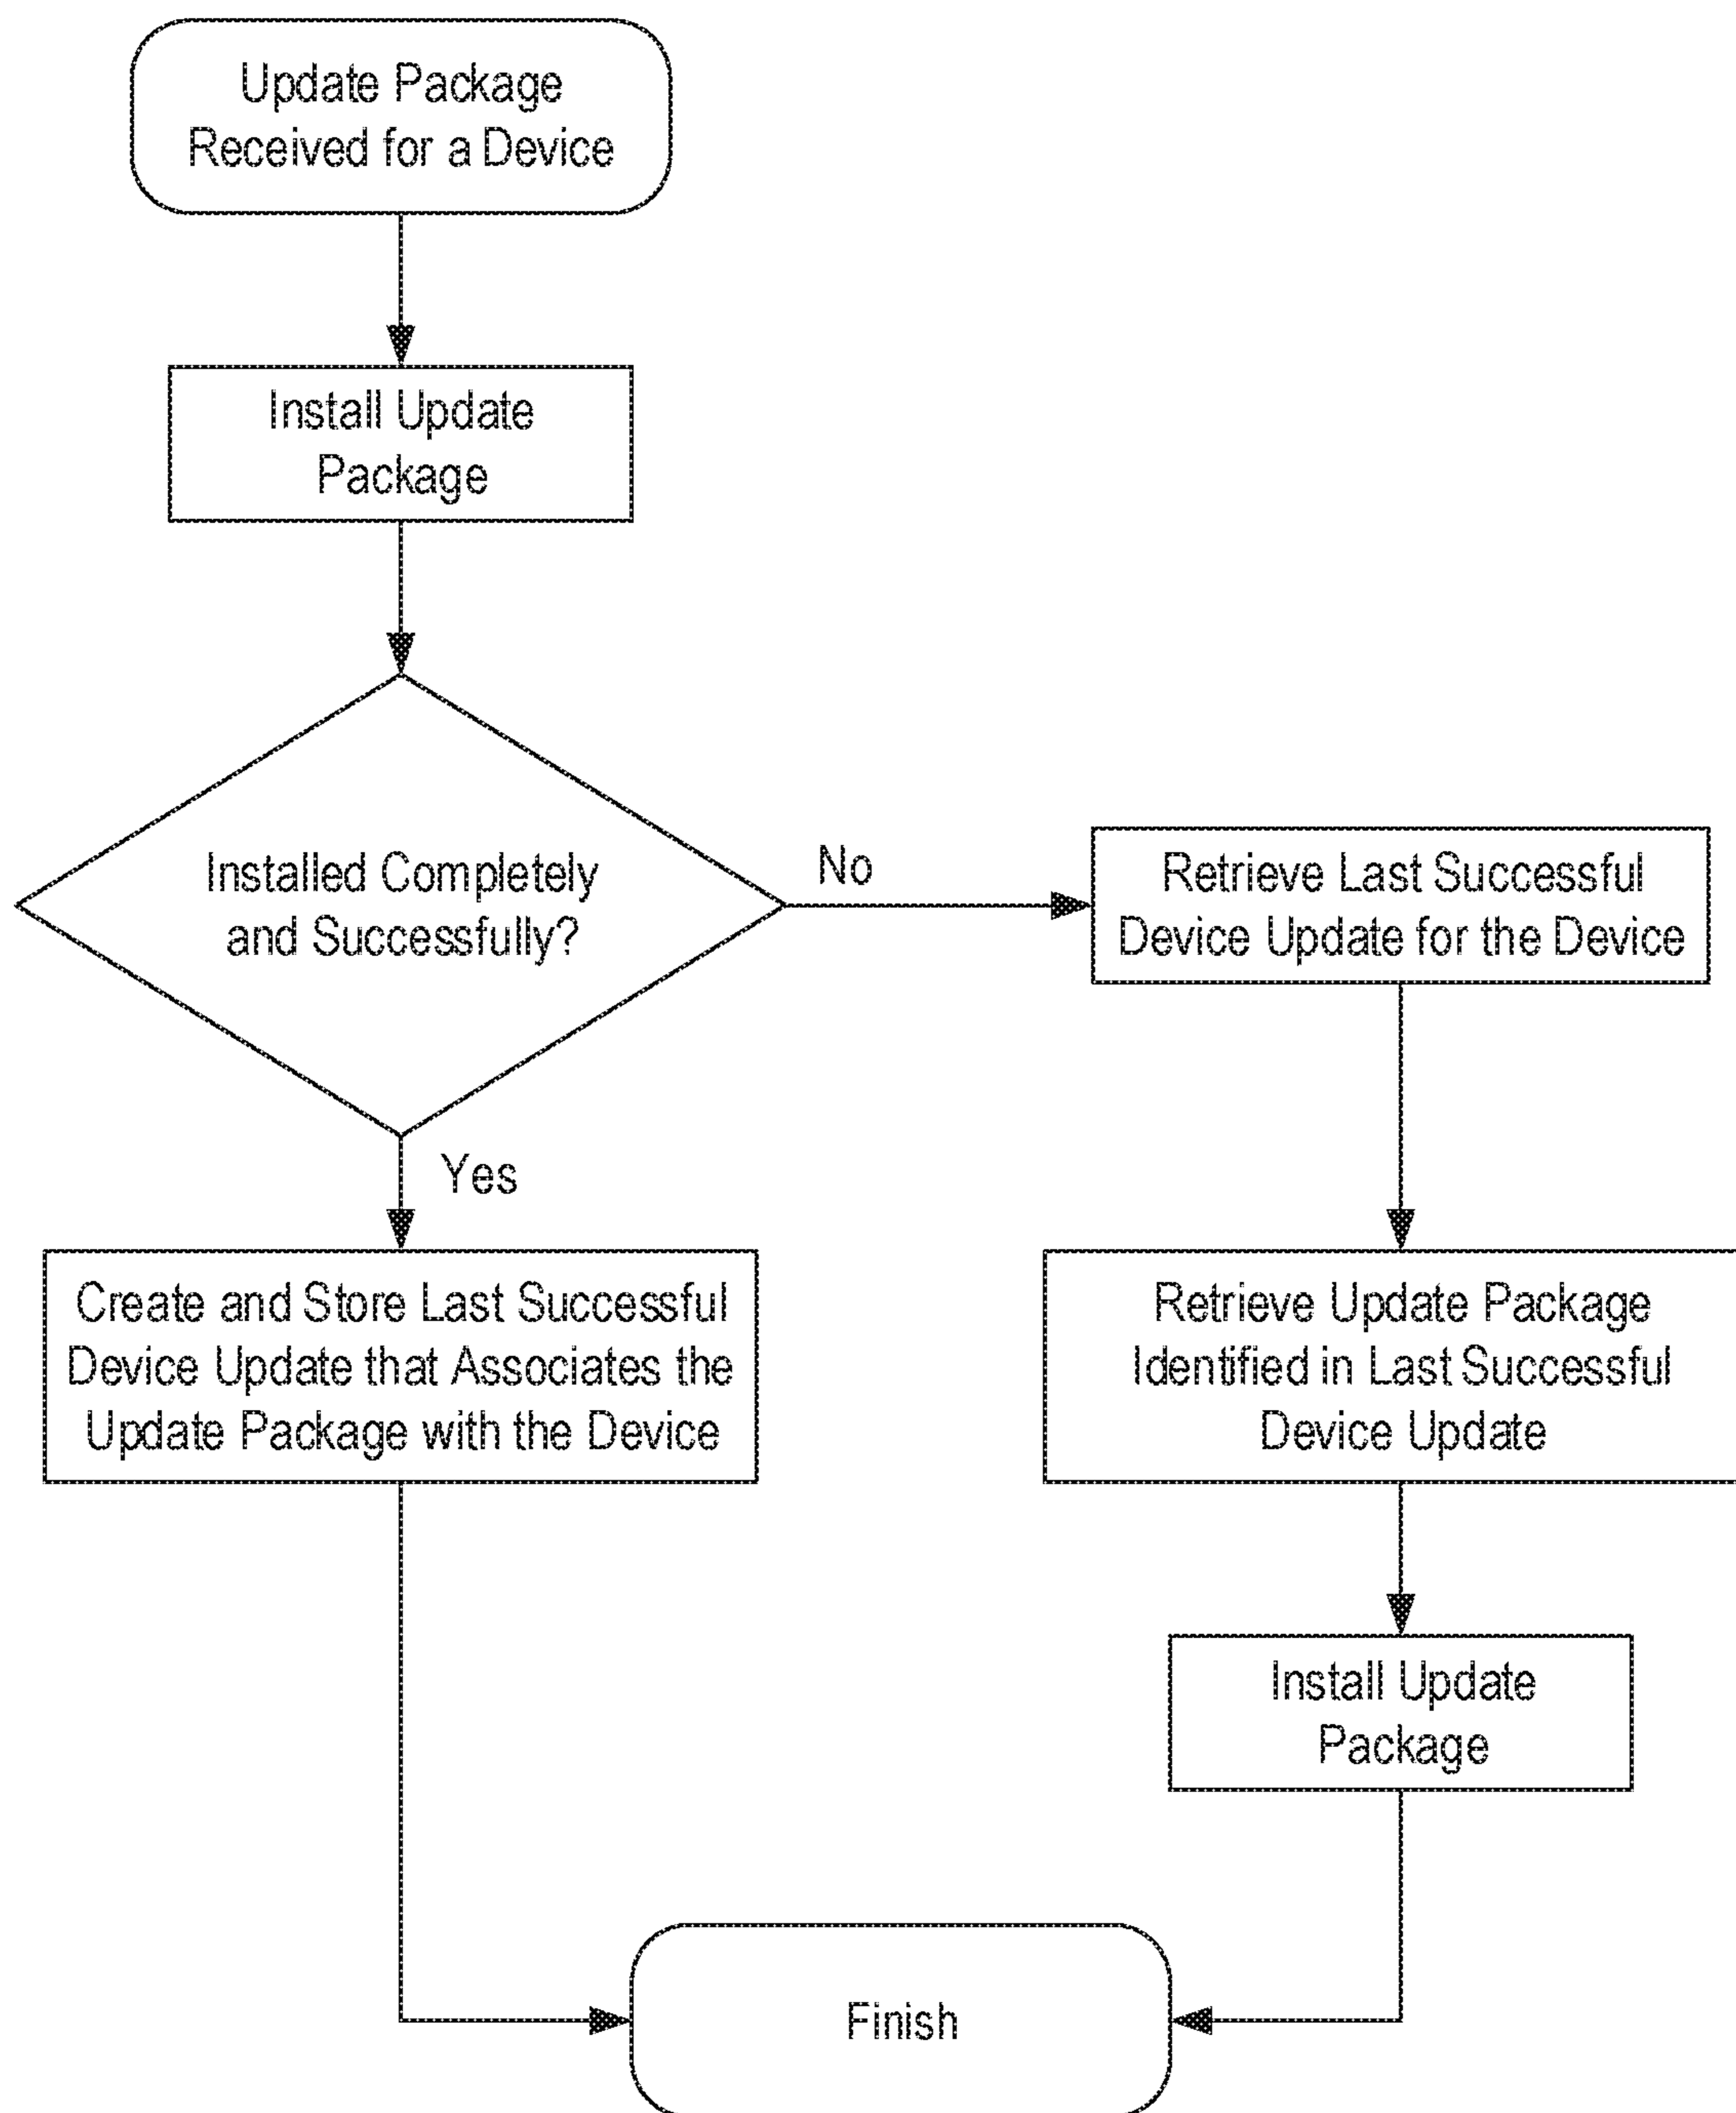 Update Package
Received for a Device
Install Update
Package
Installed Completely
and Successfully?
No
Retrieve Last Successful
Device Update for the Device
Yes
Create and Store Last Successful
Device Update that Associates the
Update Package with the Device
Retrieve Update Package
Identified in Last Successful
Device Update
Install Update
Package
Finish